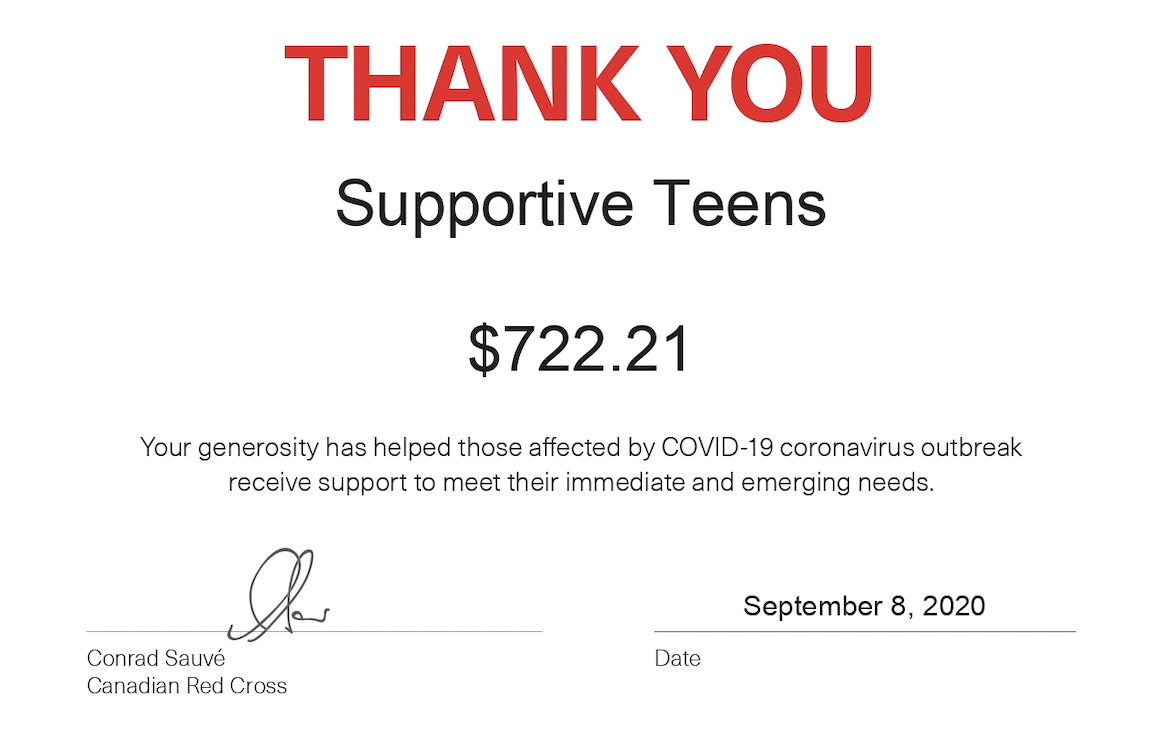 THANK YOU
Supportive Teens
$722.21
Your generosity has helped those affected by COVID-19 coronavirus outbreak
receive support to meet their immediate and emerging needs.
September 8, 2020
Conrad Sauvé
Date
Canadian Red Cross